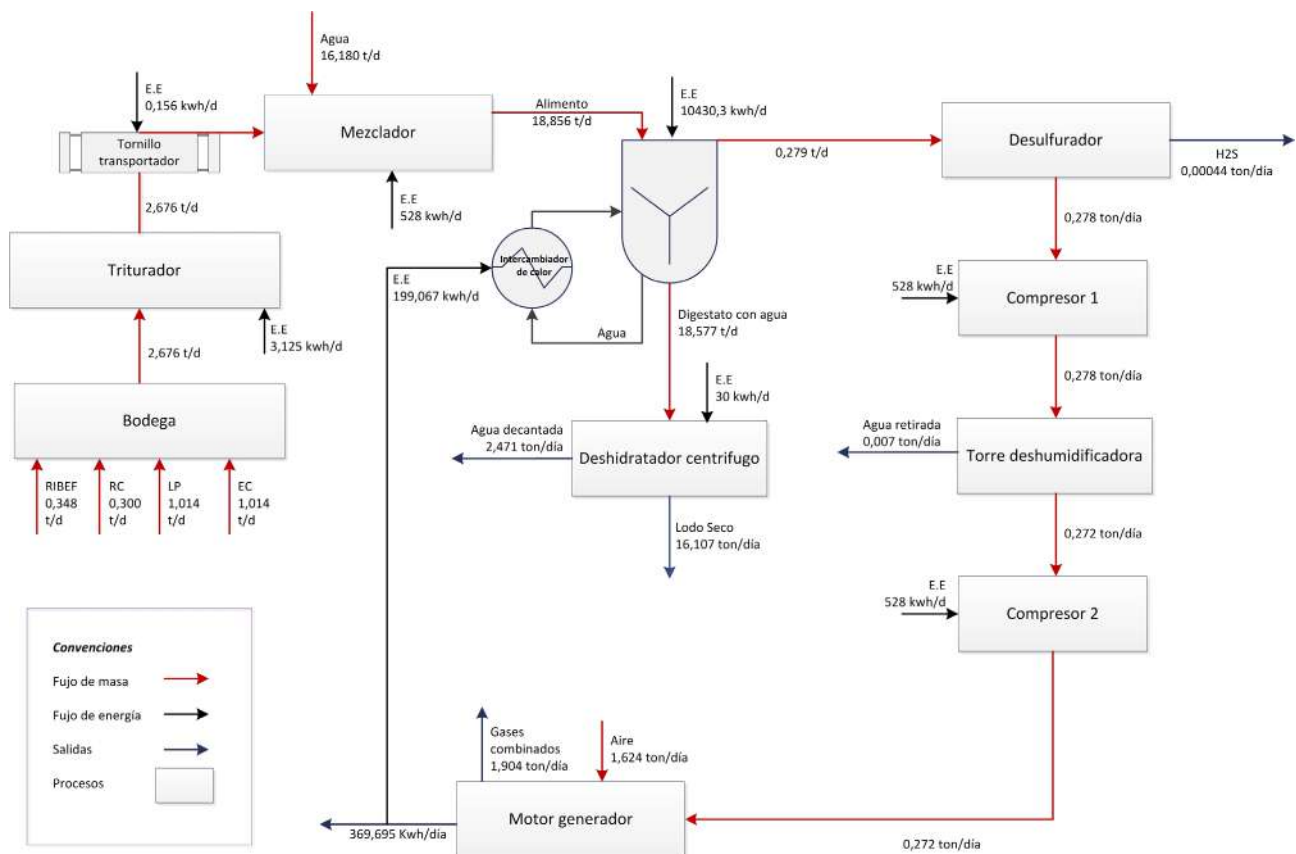 Agua
16,180 t/d
E.E
0,156 kwh/d
Tornillo
transportador
Mezclador
Alimento
18,856 t/d
E.E
10430,3 kwh/d
0,279 t/d
Desulfurador
H2S
0,00044 ton/día
E.E
528 kwh/d
2,676 t/d
0,278 ton/día
Triturador
Intercambiador
de calor
E.E
199,067 kwh/d
E.E
528 kwh/d
Compresor 1
Agua
Digestato con agua
18,577 t/d
E.E
3,125 kwh/d
2,676 t/d
0,278 ton/día
E.E
30 kwh/d
Bodega
Agua decantada
2,471 ton/día
Deshidratador centrifugo
Agua retirada
0,007 ton/día
Torre deshumidificadora
RIBEF
0,348
t/d
RC
0,300
t/d
LP
1,014
t/d
EC
1,014
t/d
Lodo Seco
16,107 ton/día
0,272 ton/día
E.E
528 kwh/d
Compresor 2
Convenciones
Fujo de masa
Fujo de energía
Salidas
Procesos
Gases
combinados
1,904 ton/día
Aire
1,624 ton/día
Motor generador
369,695 Kwh/día
0,272 ton/día